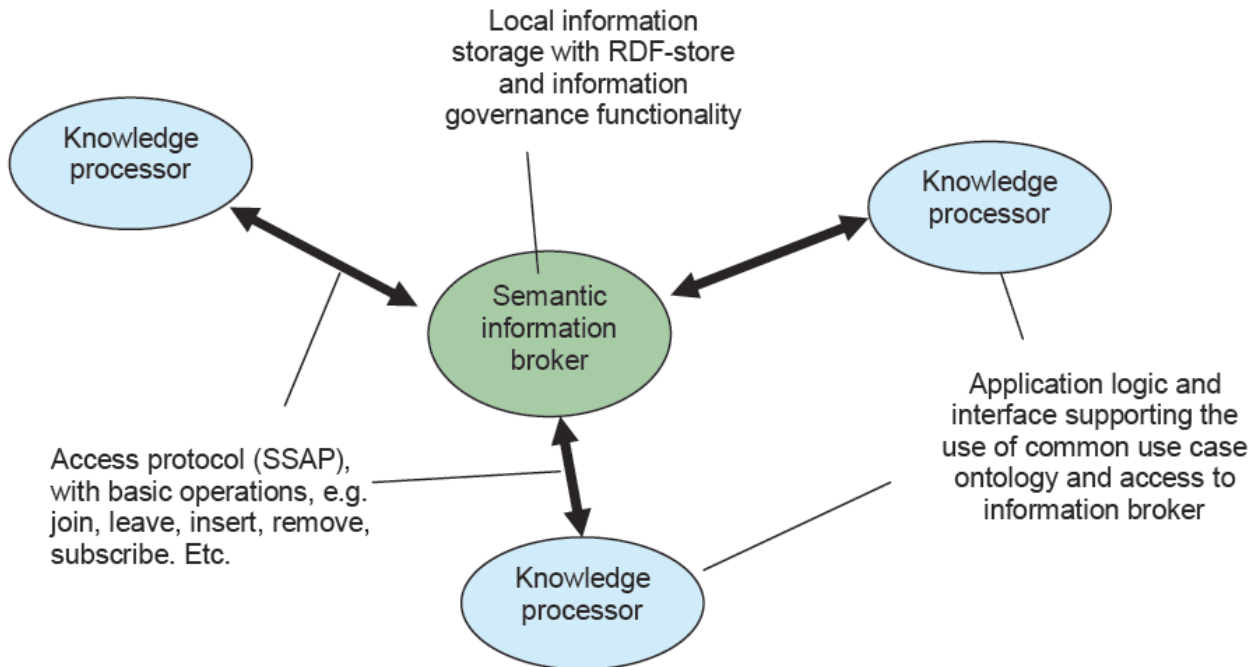 Local information
storage with RDF-store
and information
governance functionality
Knowledge
processor
Knowledge
processor
Semantic
information
broker
Application logic and
interface supporting the
use of common use case
ontology and access to
information broker
Access protocol (SSAP),
with basic operations, e.g.
join, leave, insert, remove,
subscribe. Etc.
Knowledge
processor